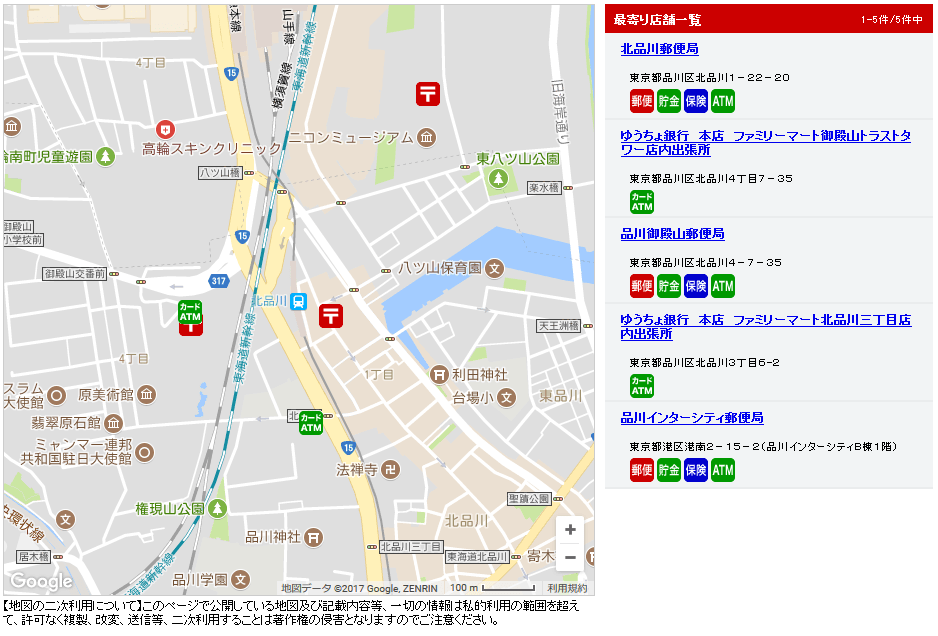 最寄り店舗一覧
1-5件/5件中
北品川郵便局
東京都品川区北品川1-22-20
郵便 貯金 保険 ATM
ゆうちょ銀行 本店 ファミリーマート御殿山トラストタ
ワー店内出張所
東京都品川区北品川4丁目7-35
カード
ATM
品川御殿山郵便局
東京都品川区北品川4-7-35
郵便 貯金 保険 ATM
ゆうちょ銀行 本店 ファミリーマート北品川三丁目店
内出張所
東京都品川区北品川3丁目6-2
カード
ATM
品川インターシティ郵便局
東京都港区港南2-15-2(品川インターシティB棟1階)
郵便 貯金 保険 ATM
本線
山手線
東海道新幹線
横須賀線
旧海岸通り
4丁目
15
高輪スキンクリニック
輪南町児童遊園
ニコンミュージアム
八ツ山橋
東八ツ山公園
楽水橋
御殿山
小学校前
15
御殿山交番前
317
八ツ山保育園
北品川
カード
ATM
東海道新幹線
天王洲橋
4丁目
1丁目
利田神社
台場小
東品川
スラム
大使館
原美術館
翡翠原石館
ミャンマー連邦
共和国駐日大使館
カード
ATM
15
法禅寺
権現山公園
聖蹟公園
北品川
品川神社
央環状線
居木橋
北品川三丁目
東海道北品川
寄木
品川学園
東海道新幹線
+
−
Google
地図データ ©2017 Google, ZENRIN
100 m
利用規約
【地図の二次利用について】このページで公開している地図及び記載内容等、一切の情報は私的利用の範囲を超え
て、許可なく複製、改変、送信等、二次利用することは著作権の侵害となりますのでご注意ください。